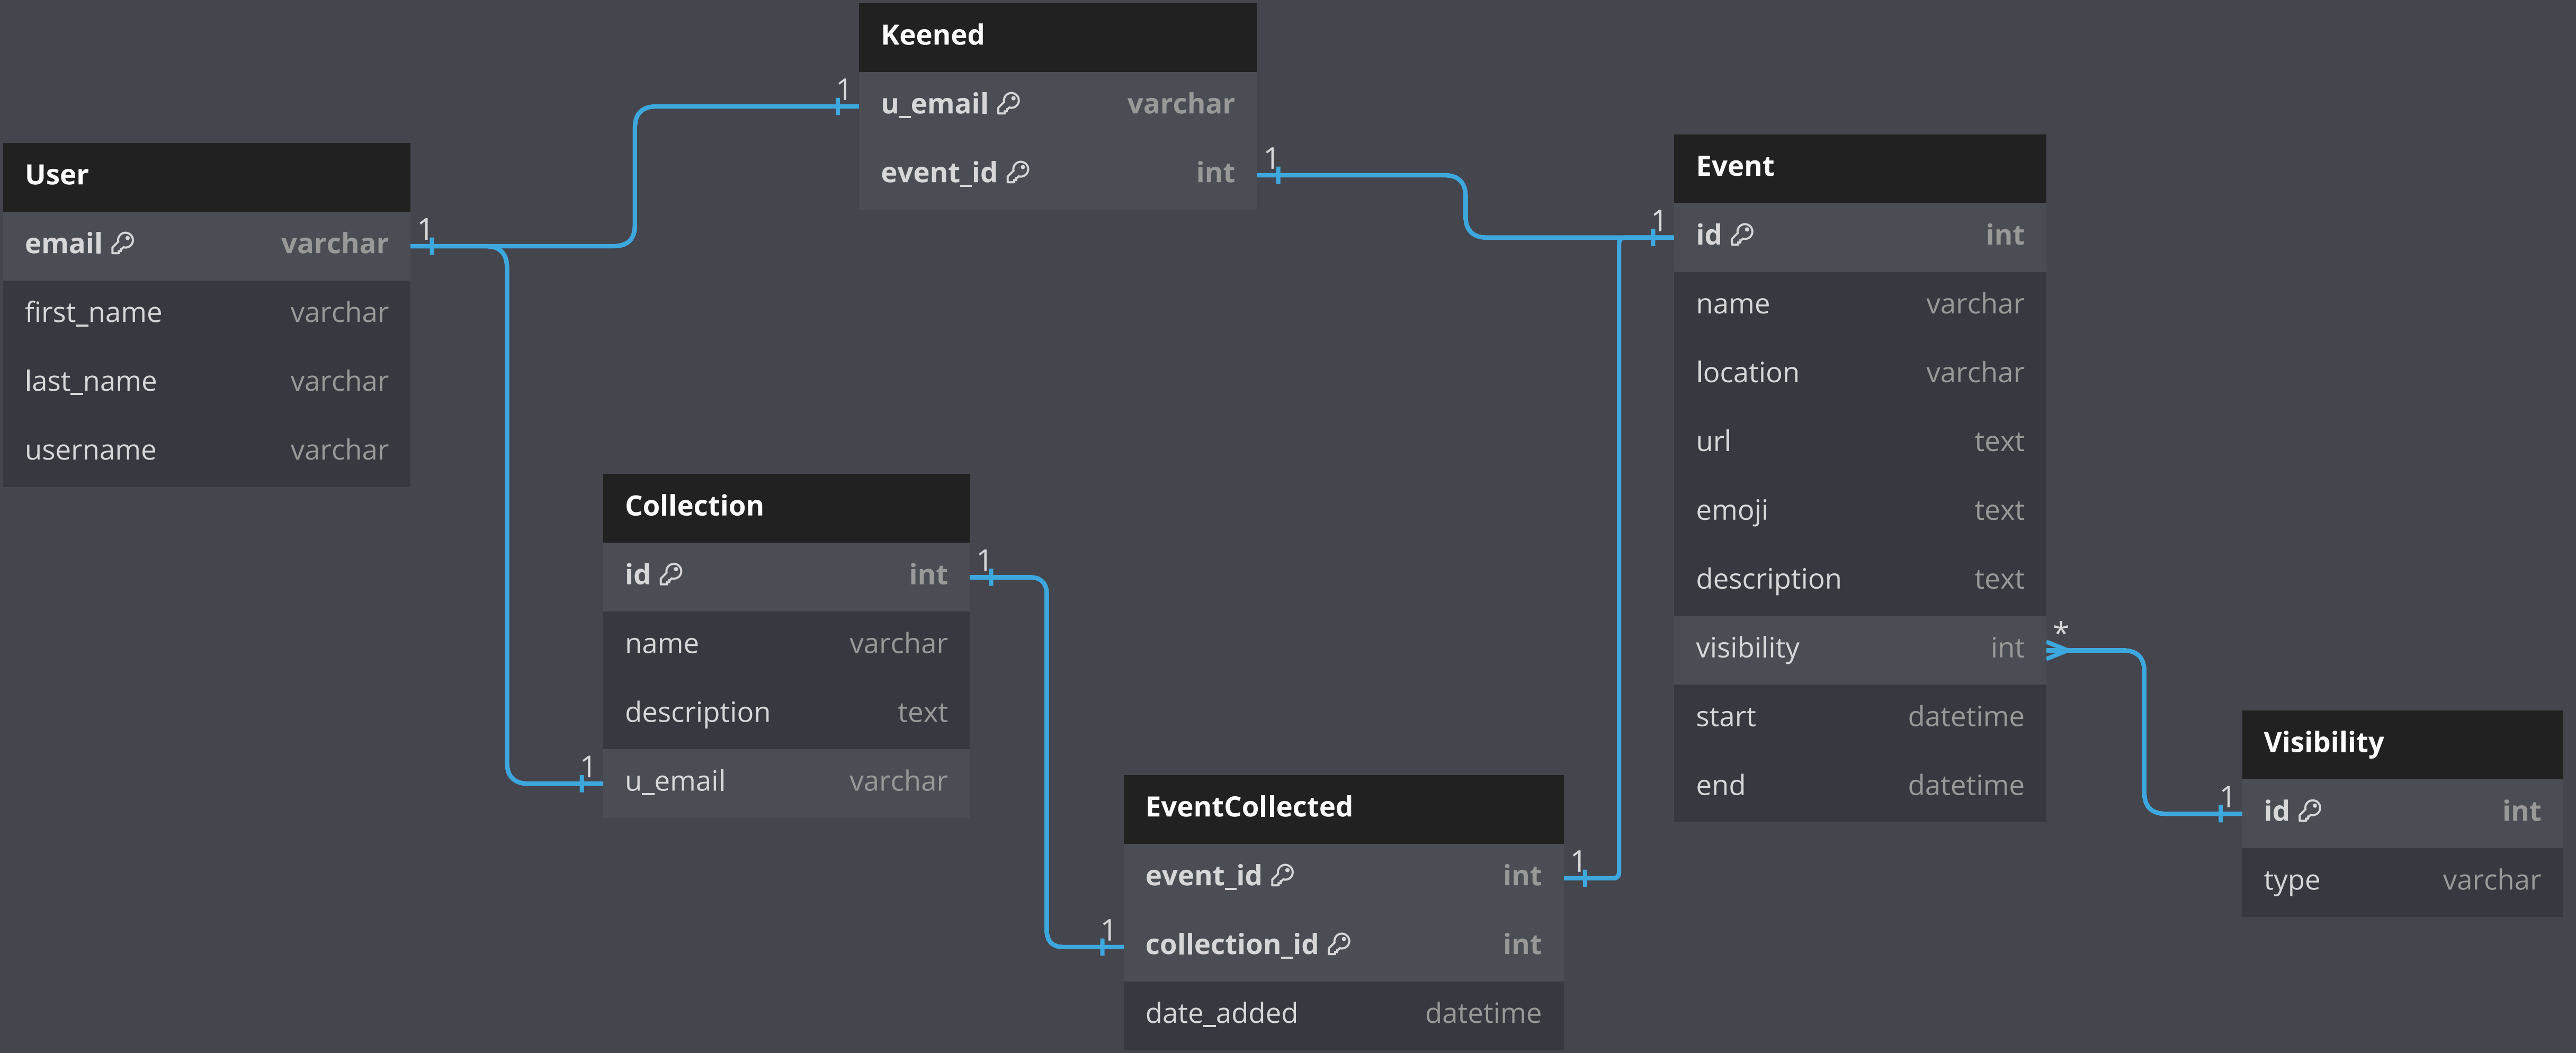 Keened
1
u_email varchar
event_id int
1
User
1
email varchar
first_name varchar
last_name varchar
username varchar
Event
1
id int
name varchar
location varchar
url text
emoji text
description text
visibility int
*
start datetime
end datetime
Collection
id int
1
name varchar
description text
1
u_email varchar
EventCollected
event_id int
1
1
collection_id int
date_added datetime
Visibility
1
id int
type varchar